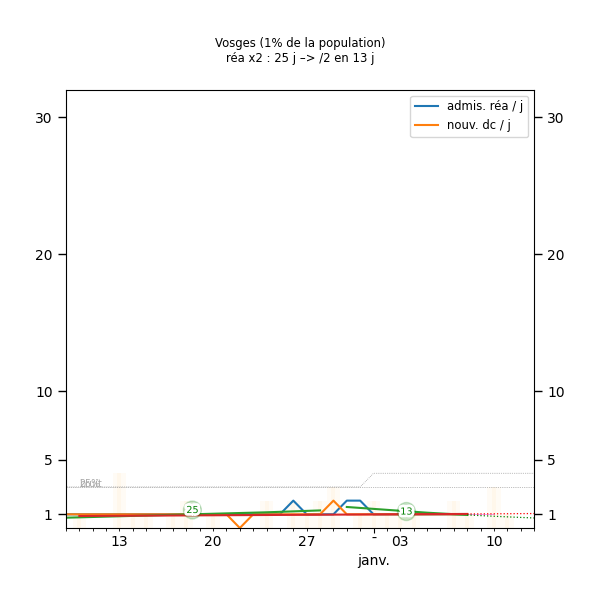 Vosges (1% de la population)
réa x2 : 25 j –> /2 en 13 j
admis. réa / j
nouv. dc / j
30 30
20 20
10 10
5 5
25 13
1 1
13 20 27 - 03 10
janv.